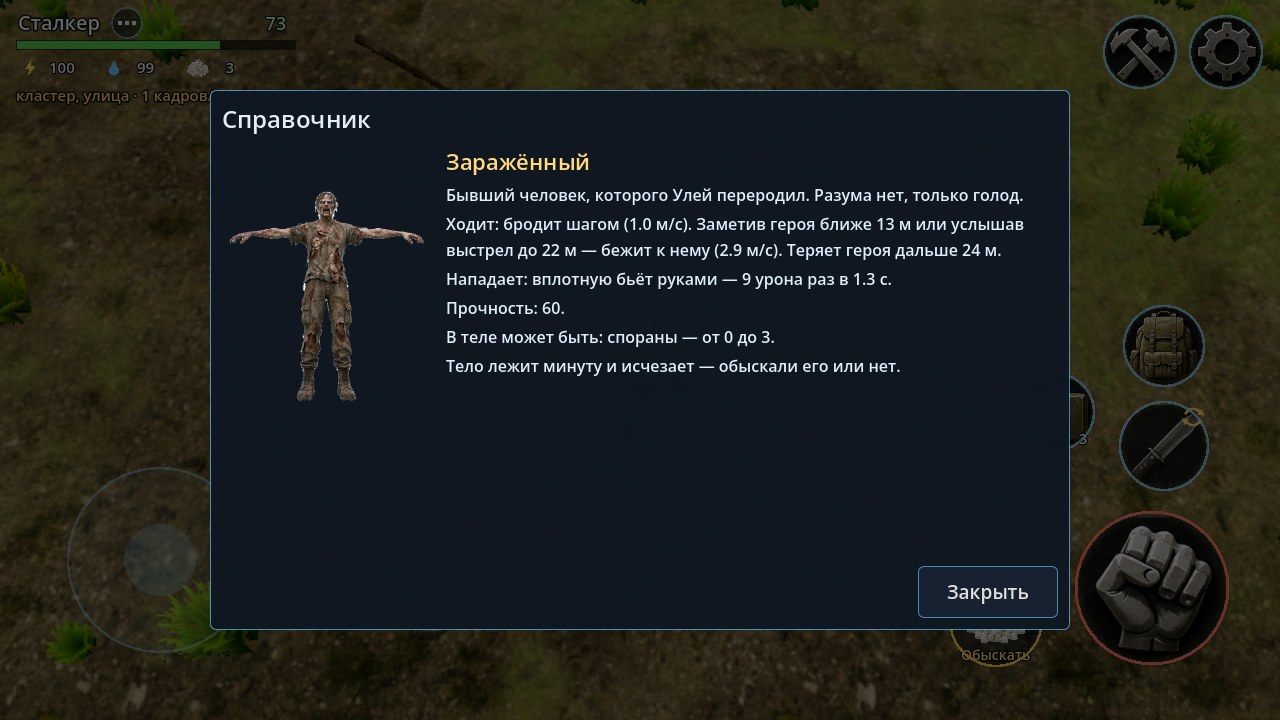 Сталкер
73
100
99
3
кластер, улица · 1 кадров
Справочник
Заражённый
Бывший человек, которого Улей переродил. Разума нет, только голод.
Ходит: бродит шагом (1.0 м/с). Заметив героя ближе 13 м или услышав
выстрел до 22 м — бежит к нему (2.9 м/с). Теряет героя дальше 24 м.
Нападает: вплотную бьёт руками — 9 урона раз в 1.3 с.
Прочность: 60.
В теле может быть: спораны — от 0 до 3.
Тело лежит минуту и исчезает — обыскали его или нет.
3
Закрыть
Обыскать